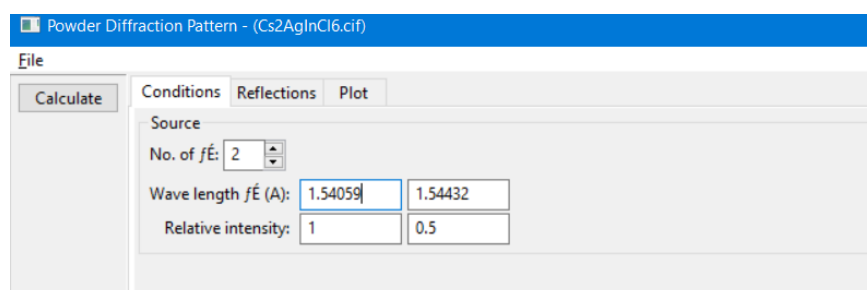 Powder Diffraction Pattern - (Cs2AgInCl6.cif)
File
Calculate
Conditions Reflections Plot
Source
No. of ƒÉ: 2
Wave length ƒÉ (A): 1.54059 1.54432
Relative intensity: 1 0.5